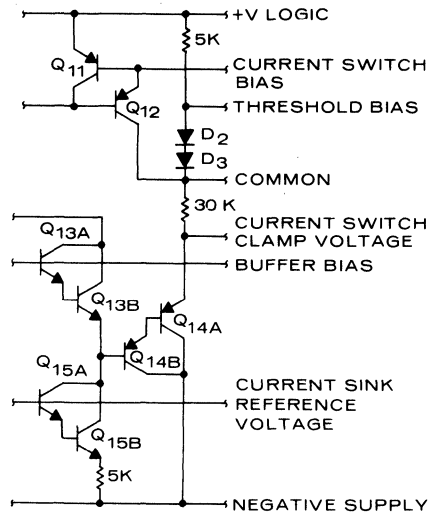 +V LOGIC
5K
Q11
CURRENT SWITCH
BIAS
Q12
THRESHOLD BIAS
D2
D3
COMMON
30 K
CURRENT SWITCH
CLAMP VOLTAGE
Q13A
BUFFER BIAS
Q13B
Q14A
Q14B
Q15A
CURRENT SINK
REFERENCE
VOLTAGE
Q15B
5K
NEGATIVE SUPPLY